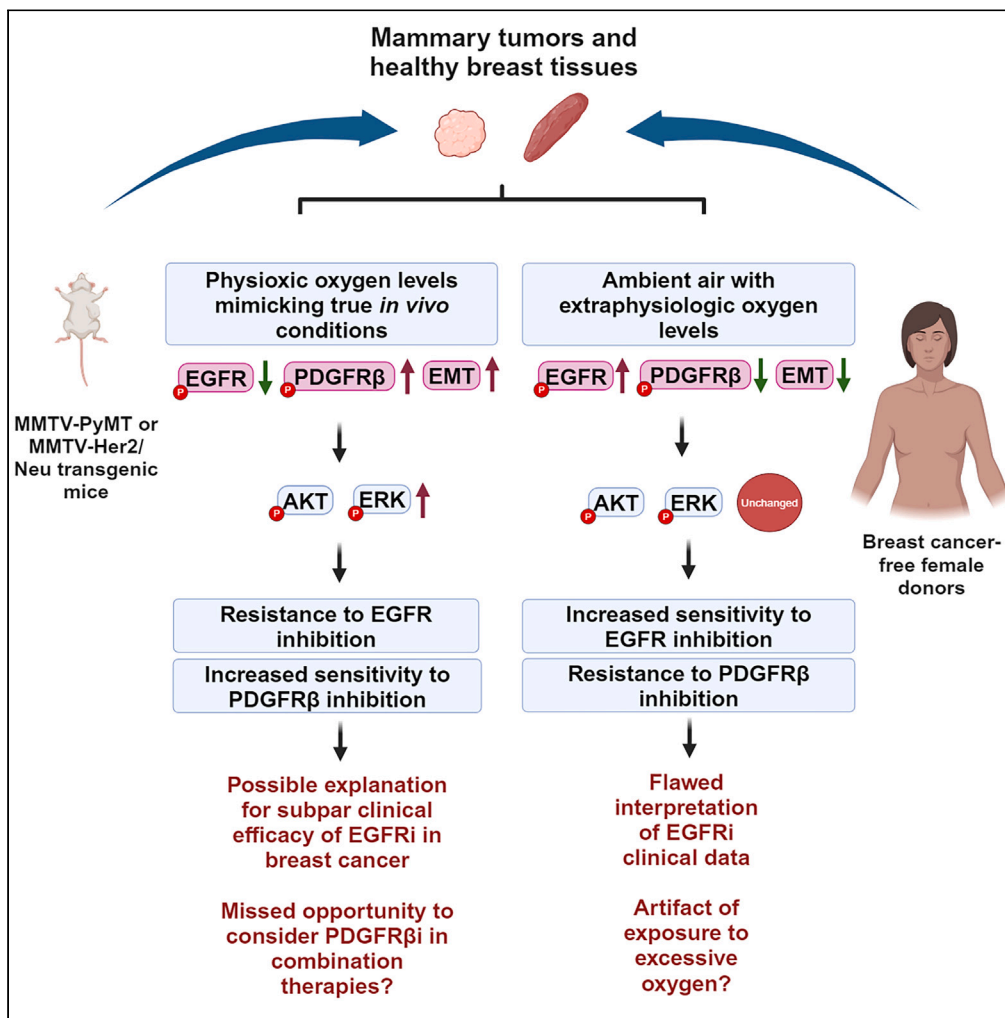 Mammary tumors and
healthy breast tissues
MMTV-PyMT or
MMTV-Her2/
Neu transgenic
mice
Physioxic oxygen levels
mimicking true in vivo
conditions
P EGFR P PDGFRβ EMT
P AKT P ERK
Resistance to EGFR
inhibition
Increased sensitivity to
PDGFRβ inhibition
Possible explanation
for subpar clinical
efficacy of EGFRi in
breast cancer
Missed opportunity to
consider PDGFRβi in
combination
therapies?
Ambient air with
extraphysiologic oxygen
levels
P EGFR P PDGFRβ EMT
P AKT P ERK Unchanged
Increased sensitivity to
EGFR inhibition
Resistance to PDGFRβ
inhibition
Flawed
interpretation
of EGFRi
clinical data
Artifact of
exposure to
excessive
oxygen?
Breast cancer-
free female
donors